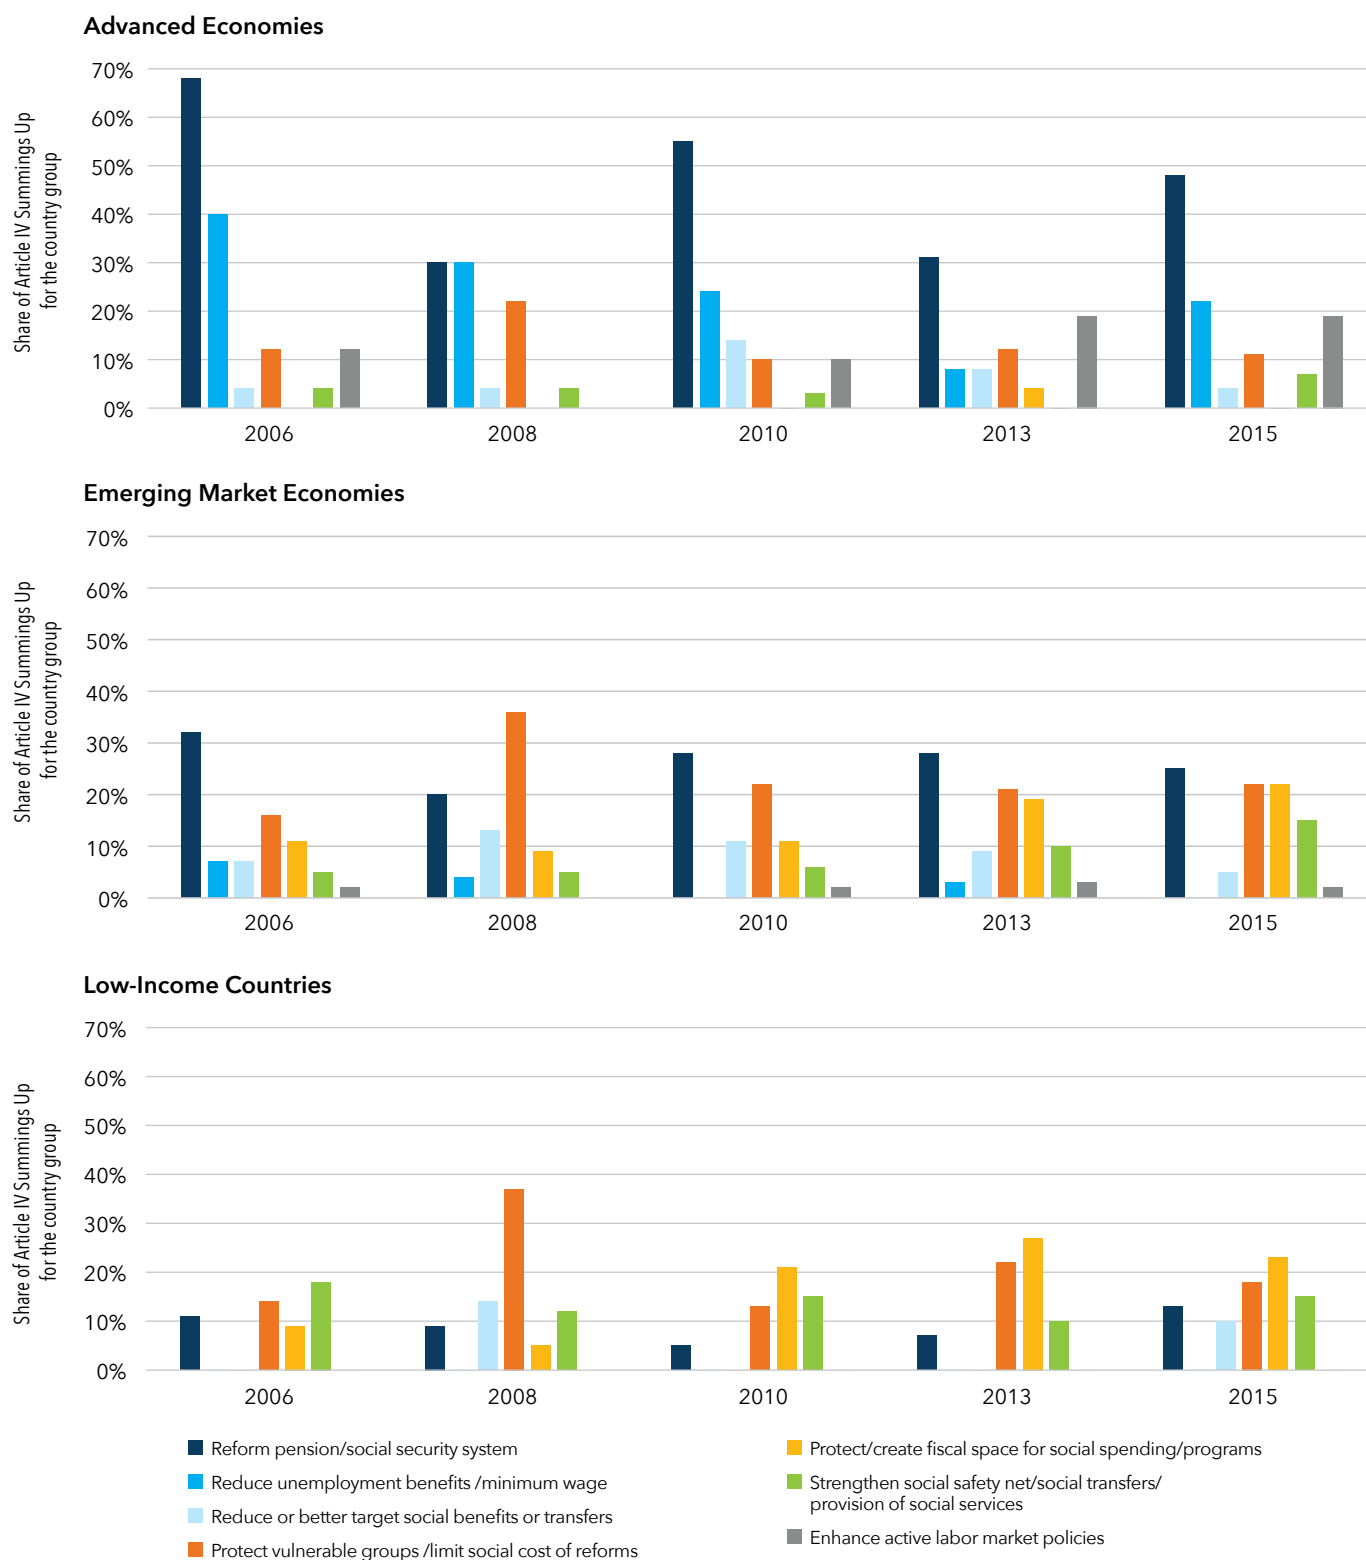 Advanced Economies
Share of Article IV Summings Up
for the country group
70%
60%
50%
40%
30%
20%
10%
0%
2006 2008 2010 2013 2015
Emerging Market Economies
Share of Article IV Summings Up
for the country group
70%
60%
50%
40%
30%
20%
10%
0%
2006 2008 2010 2013 2015
Low-Income Countries
Share of Article IV Summings Up
for the country group
70%
60%
50%
40%
30%
20%
10%
0%
2006 2008 2010 2013 2015
Reform pension/social security system
Reduce unemployment benefits /minimum wage
Reduce or better target social benefits or transfers
Protect vulnerable groups /limit social cost of reforms
Protect/create fiscal space for social spending/programs
Strengthen social safety net/social transfers/
provision of social services
Enhance active labor market policies